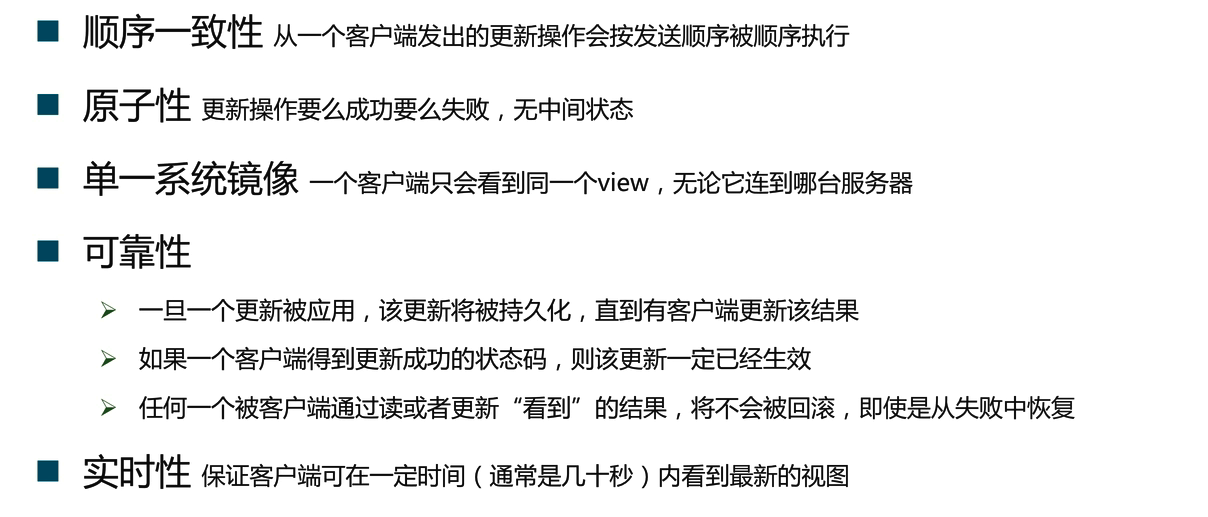 顺序一致性 从一个客户端发出的更新操作会按发送顺序被顺序执行
原子性 更新操作要么成功要么失败，无中间状态
单一系统镜像 一个客户端只会看到同一个view，无论它连到哪台服务器
可靠性
一旦一个更新被应用，该更新将被持久化，直到有客户端更新该结果
如果一个客户端得到更新成功的状态码，则该更新一定已经生效
任何一个被客户端通过读或者更新“看到”的结果，将不会被回滚，即使是从失败中恢复
实时性 保证客户端可在一定时间（通常是几十秒）内看到最新的视图